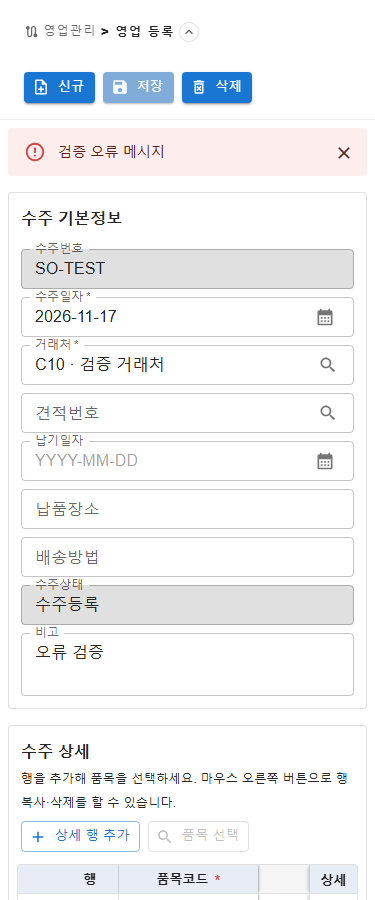 영업관리 > 영업 등록
신규 저장 삭제
검증 오류 메시지
수주 기본정보
수주번호
SO-TEST
수주일자 *
2026-11-17
거래처 *
C10 · 검증 거래처
견적번호
납기일자
YYYY-MM-DD
납품장소
배송방법
수주상태
수주등록
비고
오류 검증
수주 상세
행을 추가해 품목을 선택하세요. 마우스 오른쪽 버튼으로 행
복사·삭제를 할 수 있습니다.
상세 행 추가 품목 선택
행 품목코드 * 상세